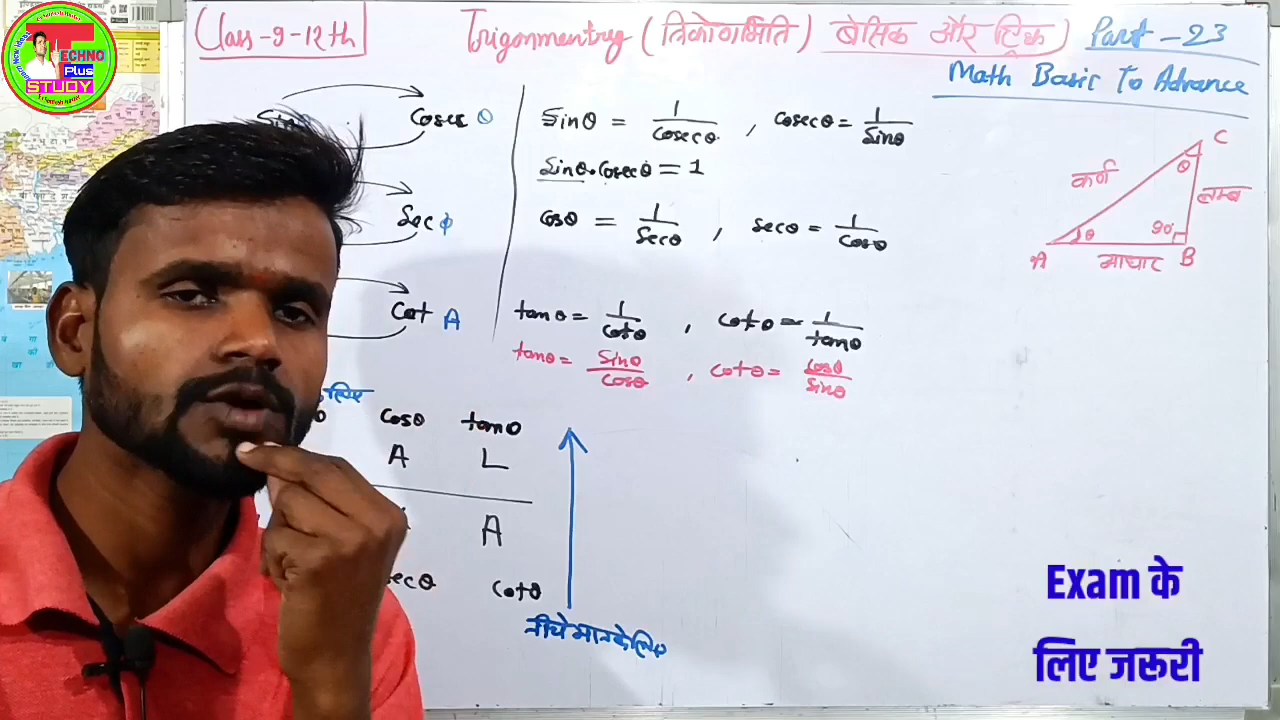 TECHNO
Plus
STUDY
Class-9-12th
Trigonmentrey (त्रिकोणमिति) बेसिक और ट्रिक) Part-23
Math Basic To Advance
Cosec θ
Sinθ = 1/Cosecθ , Cosecθ = 1/Sinθ
Sinθ.Cosecθ = 1
Sec ϕ
Cosθ = 1/Secθ , Secθ = 1/Cosθ
Cot A
tanθ = 1/Cotθ , Cotθ = 1/tanθ
tanθ = Sinθ/Cosθ , Cotθ = Cosθ/Sinθ
C
कर्ण
θ
लम्ब
θ
90°
A
आधार
B
लिए
θ cosθ tanθ
A L
A
secθ Cotθ
नीचे मान के लिए
Exam के
लिए जरूरी